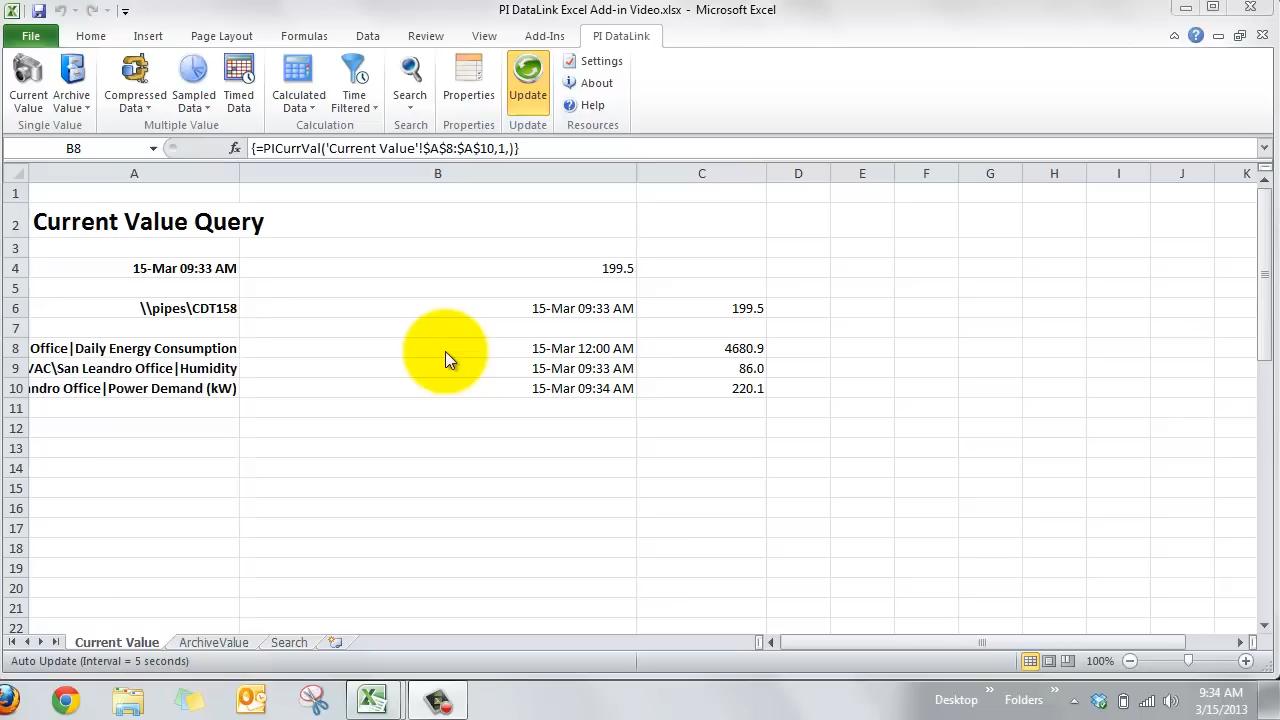 PI DataLink Excel Add-in Video.xlsx - Microsoft Excel
File Home Insert Page Layout Formulas Data Review View Add-Ins PI DataLink
Current Value Archive Value Compressed Data Sampled Data Timed Data Calculated Data Time Filtered Search Properties Update Settings
About
Help
Single Value Multiple Value Calculation Search Properties Update Resources
B8 fx {=PICurrVal('Current Value'!$A$8:$A$10,1,)}
A B C D E F G H I J K
1
2 Current Value Query
3
4 15-Mar 09:33 AM 199.5
5
6 \\pipes\CDT158 15-Mar 09:33 AM 199.5
7
8 Office|Daily Energy Consumption 15-Mar 12:00 AM 4680.9
9 VAC\San Leandro Office|Humidity 15-Mar 09:33 AM 86.0
10 ndro Office|Power Demand (kW) 15-Mar 09:34 AM 220.1
11
12
13
14
15
16
17
18
19
20
21
22
Current Value ArchiveValue Search
Auto Update (Interval = 5 seconds) 100%
Desktop » Folders » 9:34 AM
3/15/2013